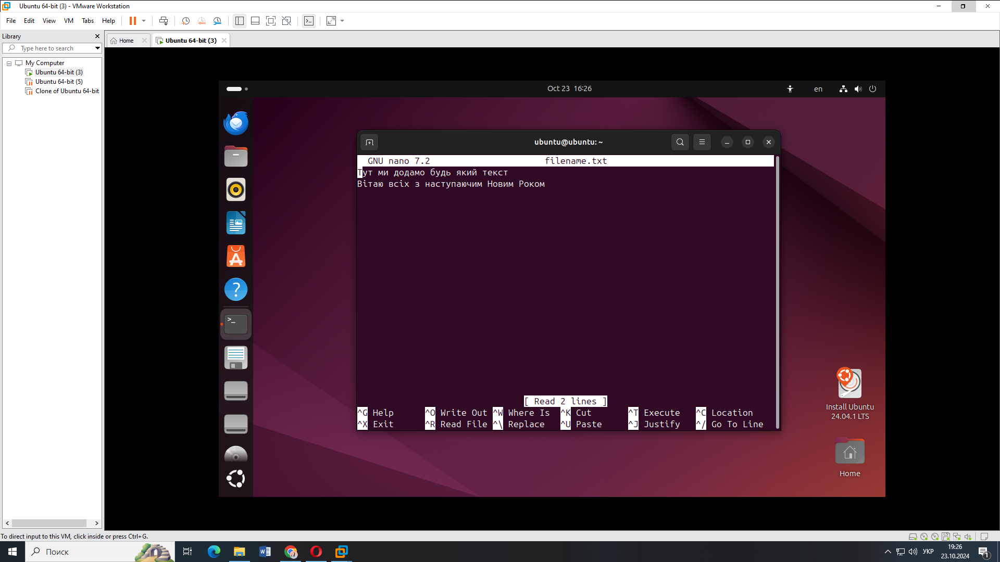 Ubuntu 64-bit (3) - VMware Workstation
File Edit View VM Tabs Help
Library
Type here to search
My Computer
Ubuntu 64-bit (3)
Ubuntu 64-bit (5)
Clone of Ubuntu 64-bit
Home
Ubuntu 64-bit (3)
Oct 23 16:26
en
ubuntu@ubuntu: ~
GNU nano 7.2 filename.txt
Тут ми додамо будь який текст
Вітаю всіх з наступаючим Новим Роком
[ Read 2 lines ]
^G Help ^O Write Out ^W Where Is ^K Cut ^T Execute ^C Location
^X Exit ^R Read File ^\ Replace ^U Paste ^J Justify ^/ Go To Line
Install Ubuntu
24.04.1 LTS
Home
To direct input to this VM, click inside or press Ctrl+G.
Поиск
УКР
19:26
23.10.2024
1